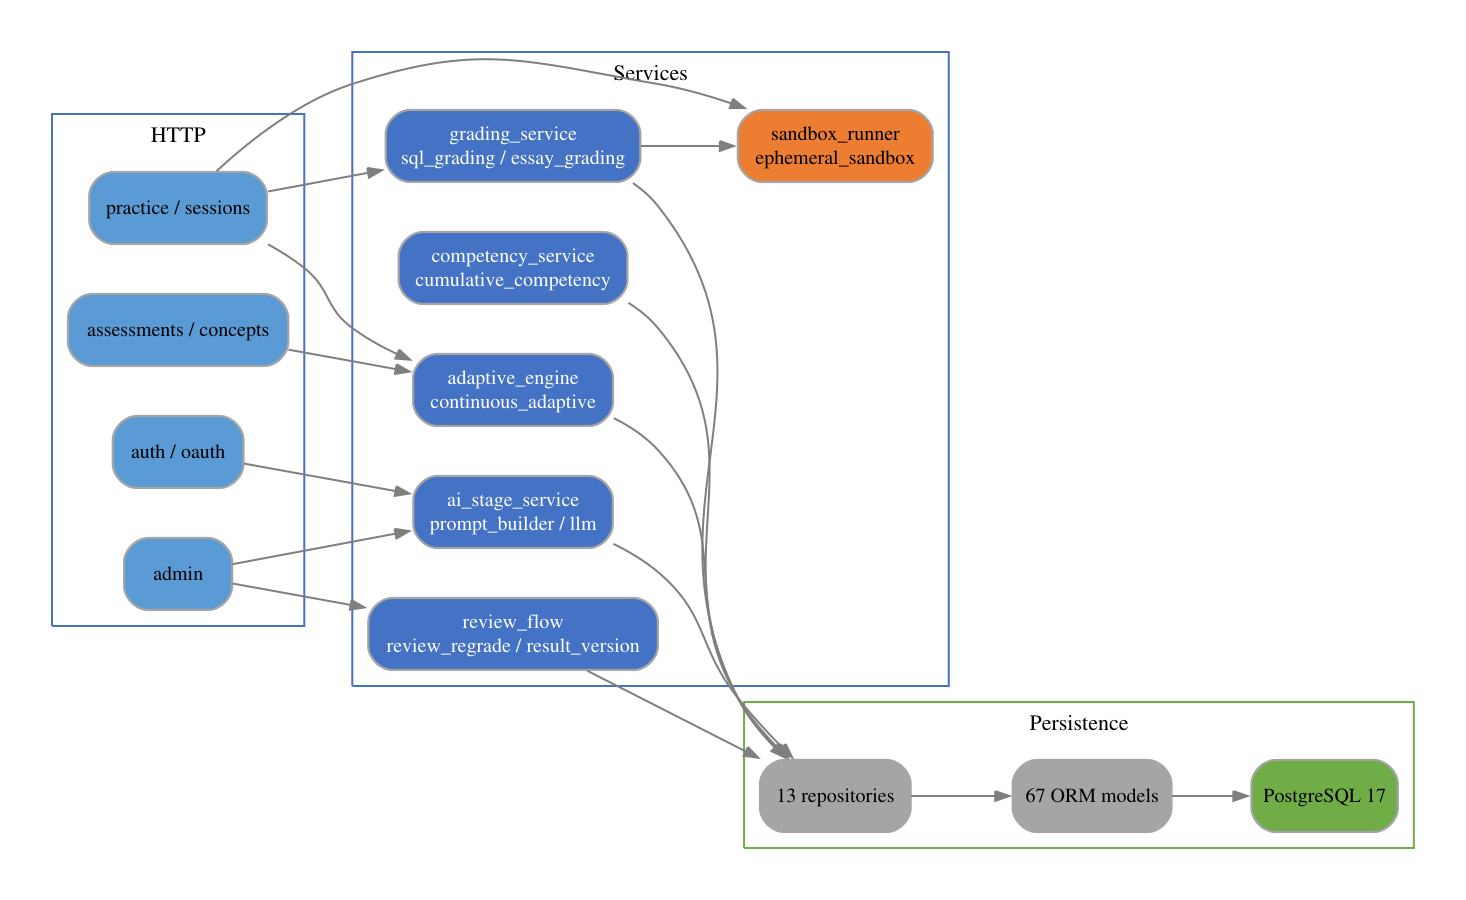 HTTP
practice / sessions
assessments / concepts
auth / oauth
admin
Services
grading_service
sql_grading / essay_grading
competency_service
cumulative_competency
adaptive_engine
continuous_adaptive
ai_stage_service
prompt_builder / llm
review_flow
review_regrade / result_version
sandbox_runner
ephemeral_sandbox
Persistence
13 repositories
67 ORM models
PostgreSQL 17